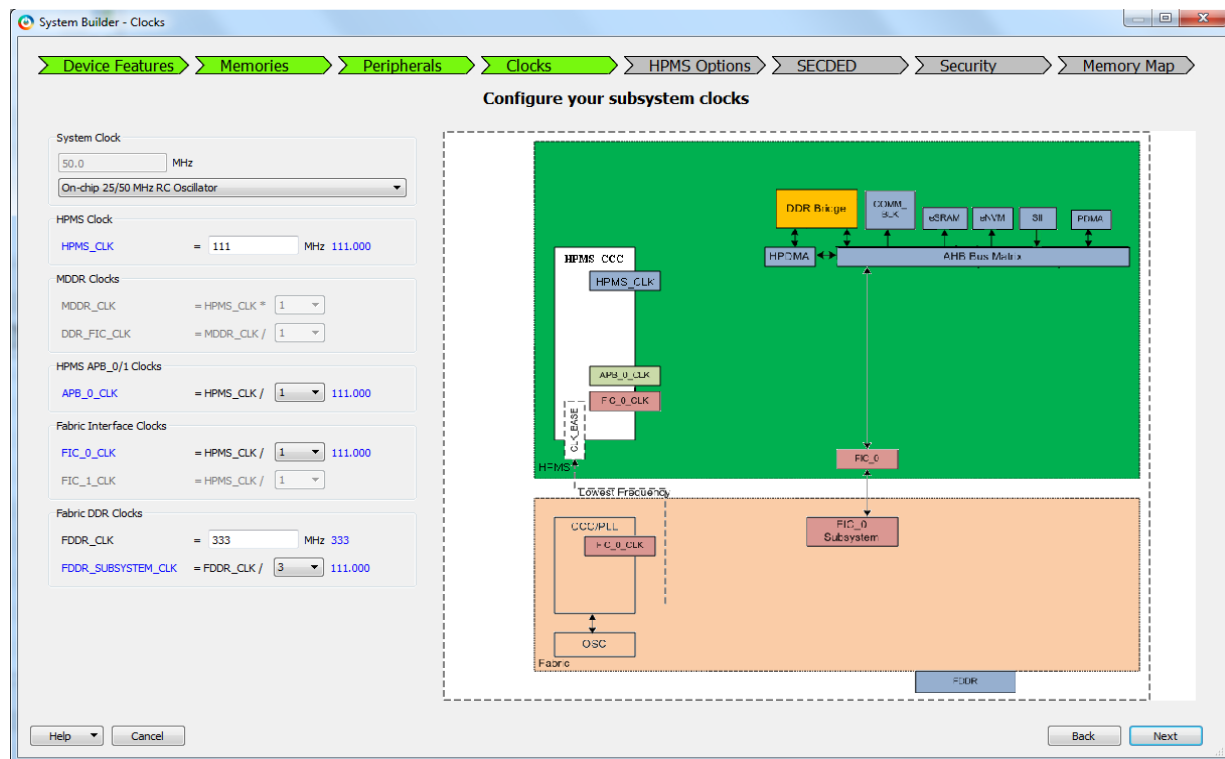 System Builder - Clocks
Device Features
Memories
Peripherals
Clocks
HPMS Options
SECDED
Security
Memory Map
Configure your subsystem clocks
System Clock
50.0 MHz
On-chip 25/50 MHz RC Oscillator
HPMS Clock
HPMS_CLK = 111 MHz 111.000
MDDR Clocks
MDDR_CLK = HPMS_CLK * 1
DDR_FIC_CLK = MDDR_CLK / 1
HPMS APB_0/1 Clocks
APB_0_CLK = HPMS_CLK / 1 111.000
Fabric Interface Clocks
FIC_0_CLK = HPMS_CLK / 1 111.000
FIC_1_CLK = HPMS_CLK / 1
Fabric DDR Clocks
FDDR_CLK = 333 MHz 333
FDDR_SUBSYSTEM_CLK = FDDR_CLK / 3 111.000
DDR Bridge
COMM_
BLK
eSRAM
eNVM
SII
PDMA
HPDMA
AHB Bus Matrix
HPMS CCC
HPMS_CLK
APB_0_CLK
FIC_0_CLK
CLK_BASE
HPMS
FIC_0
Lowest Frequency
CCC/PLL
FIC_0_CLK
FIC_0
Subsystem
OSC
Fabric
FDDR
Help
Cancel
Back
Next